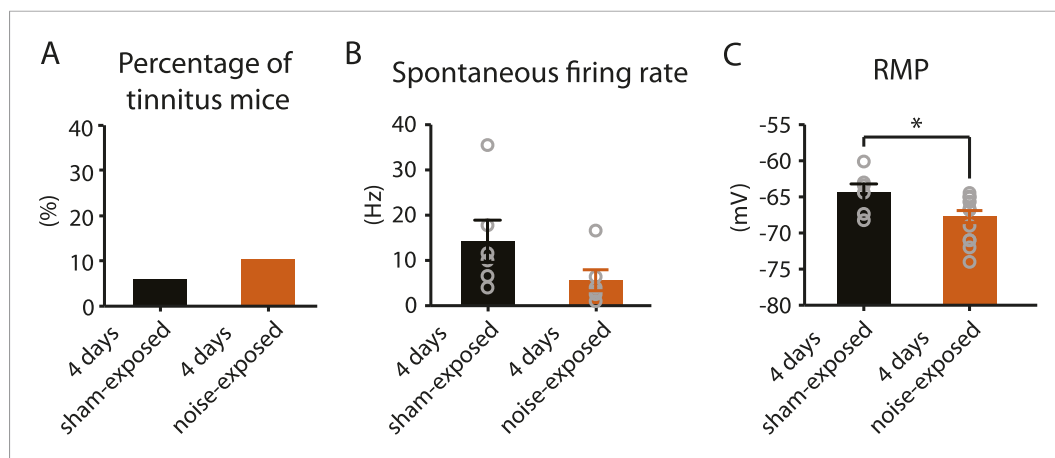 A
Percentage of
tinnitus mice
40
30
20
10
0
(%)
4 days
sham-exposed
4 days
noise-exposed
B
Spontaneous firing rate
40
30
20
10
0
(Hz)
4 days
sham-exposed
4 days
noise-exposed
C
RMP
*
-55
-60
-65
-70
-75
-80
(mV)
4 days
sham-exposed
4 days
noise-exposed